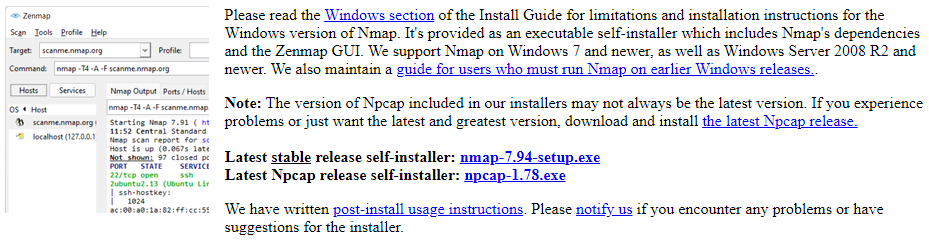 Zenmap
Scan Tools Profile Help
Target: scanme.nmap.org Profile:
Command: nmap -T4 -A -F scanme.nmap.org
Hosts Services Nmap Output Ports / Hosts
OS Host
nmap -T4 -A -F scanme.nmap.org
scanme.nmap.org
localhost (127.0.0.1
Starting Nmap 7.91 ( ht
11:52 Central Standard
Nmap scan report for sc
Host is up (0.067s late
Not shown: 97 closed po
PORT STATE SERVICE
22/tcp open ssh
2ubuntu2.13 (Ubuntu Lin
| ssh-hostkey:
| 1024
ac:00:a0:1a:82:ff:cc:55
Please read the Windows section of the Install Guide for limitations and installation instructions for the
Windows version of Nmap. It's provided as an executable self-installer which includes Nmap's dependencies
and the Zenmap GUI. We support Nmap on Windows 7 and newer, as well as Windows Server 2008 R2 and
newer. We also maintain a guide for users who must run Nmap on earlier Windows releases..
Note: The version of Npcap included in our installers may not always be the latest version. If you experience
problems or just want the latest and greatest version, download and install the latest Npcap release.
Latest stable release self-installer: nmap-7.94-setup.exe
Latest Npcap release self-installer: npcap-1.78.exe
We have written post-install usage instructions. Please notify us if you encounter any problems or have
suggestions for the installer.